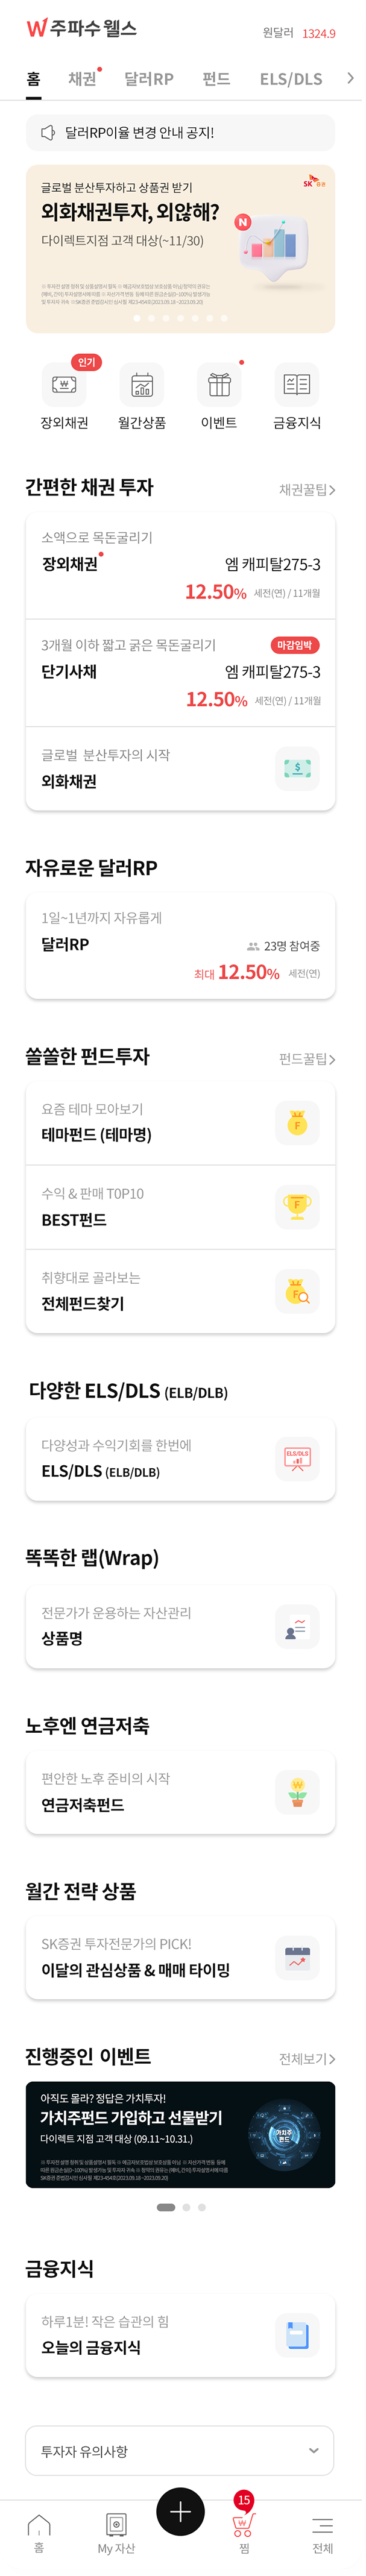 주파수 웰스
원달러 1324.9
홈 채권 달러RP 펀드 ELS/DLS
달러RP이율 변경 안내 공지!
글로벌 분산투자하고 상품권 받기
SK증권
외화채권투자, 외않해?
다이렉트지점 고객 대상(~11/30)
N
인기
장외채권 월간상품 이벤트 금융지식
간편한 채권 투자 채권꿀팁
소액으로 목돈굴리기
장외채권 엠 캐피탈275-3
12.50% 세전(연) / 11개월
3개월 이하 짧고 굵은 목돈굴리기 마감임박
단기사채 엠 캐피탈275-3
12.50% 세전(연) / 11개월
글로벌 분산투자의 시작
외화채권
자유로운 달러RP
1일~1년까지 자유롭게
달러RP 23명 참여중
최대 12.50% 세전(연)
쏠쏠한 펀드투자 펀드꿀팁
요즘 테마 모아보기
테마펀드 (테마명)
수익 & 판매 TOP10
BEST펀드
취향대로 골라보는
전체펀드찾기
다양한 ELS/DLS (ELB/DLB)
다양성과 수익기회를 한번에
ELS/DLS (ELB/DLB)
ELS/DLS
똑똑한 랩(Wrap)
전문가가 운용하는 자산관리
상품명
노후엔 연금저축
편안한 노후 준비의 시작
연금저축펀드
월간 전략 상품
SK증권 투자전문가의 PICK!
이달의 관심상품 & 매매 타이밍
진행중인 이벤트 전체보기
아직도 몰라? 정답은 가치투자!
가치주펀드 가입하고 선물받기
다이렉트 지점 고객 대상 (09.11~10.31.)
가치주
펀드
금융지식
하루1분! 작은 습관의 힘
오늘의 금융지식
투자자 유의사항
15
홈 My 자산 찜 전체